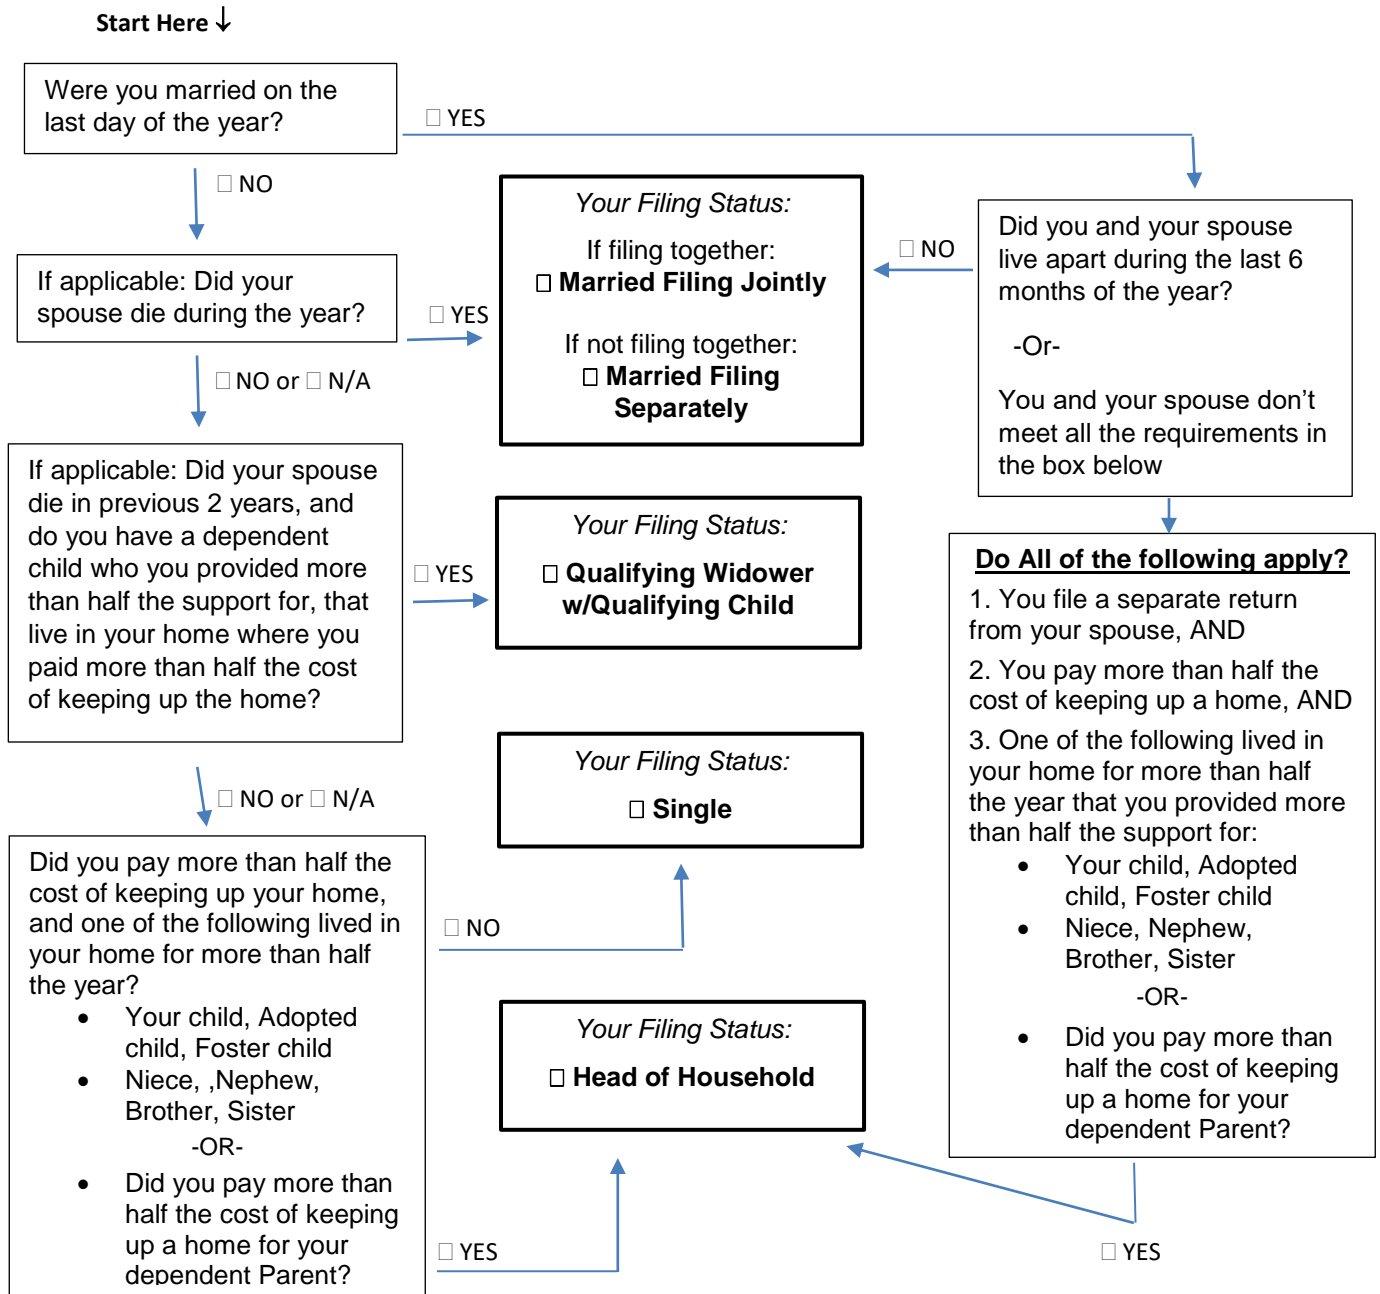 Start Here ↓
Were you married on the
last day of the year?
☐ YES
☐ NO
If applicable: Did your
spouse die during the year?
☐ YES
☐ NO or ☐ N/A
If applicable: Did your spouse
die in previous 2 years, and
do you have a dependent
child who you provided more
than half the support for, that
live in your home where you
paid more than half the cost
of keeping up the home?
☐ YES
☐ NO or ☐ N/A
Did you pay more than half the
cost of keeping up your home,
and one of the following lived in
your home for more than half
the year?
• Your child, Adopted
child, Foster child
• Niece, ,Nephew,
Brother, Sister
-OR-
• Did you pay more than
half the cost of keeping
up a home for your
dependent Parent?
☐ NO
☐ YES
Your Filing Status:
If filing together:
☐ Married Filing Jointly
If not filing together:
☐ Married Filing
Separately
Your Filing Status:
☐ Qualifying Widower
w/Qualifying Child
Your Filing Status:
☐ Single
Your Filing Status:
☐ Head of Household
☐ NO
Did you and your spouse
live apart during the last 6
months of the year?
-Or-
You and your spouse don’t
meet all the requirements in
the box below
Do All of the following apply?
1. You file a separate return
from your spouse, AND
2. You pay more than half the
cost of keeping up a home, AND
3. One of the following lived in
your home for more than half
the year that you provided more
than half the support for:
• Your child, Adopted
child, Foster child
• Niece, Nephew,
Brother, Sister
-OR-
• Did you pay more than
half the cost of keeping
up a home for your
dependent Parent?
☐ YES